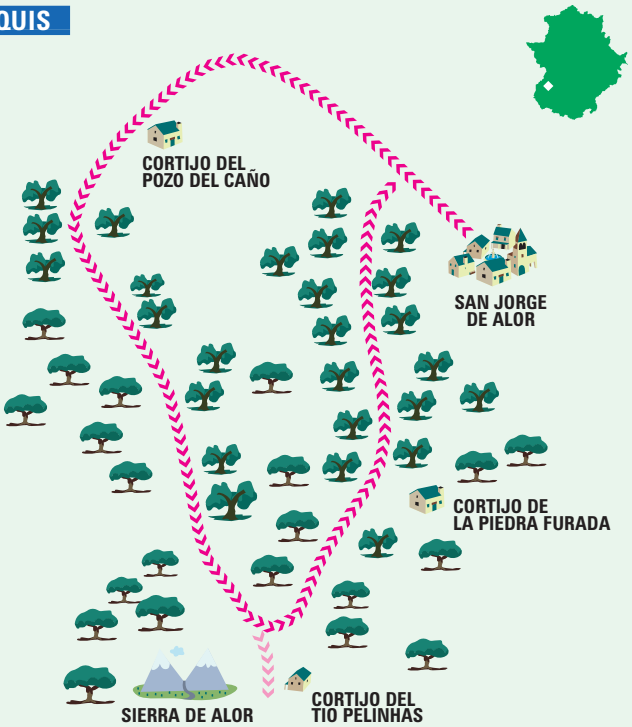 QUIS
CORTIJO DEL
POZO DEL CAÑO
SAN JORGE
DE ALOR
CORTIJO DE
LA PIEDRA FURADA
SIERRA DE ALOR
CORTIJO DEL
TIO PELINHAS